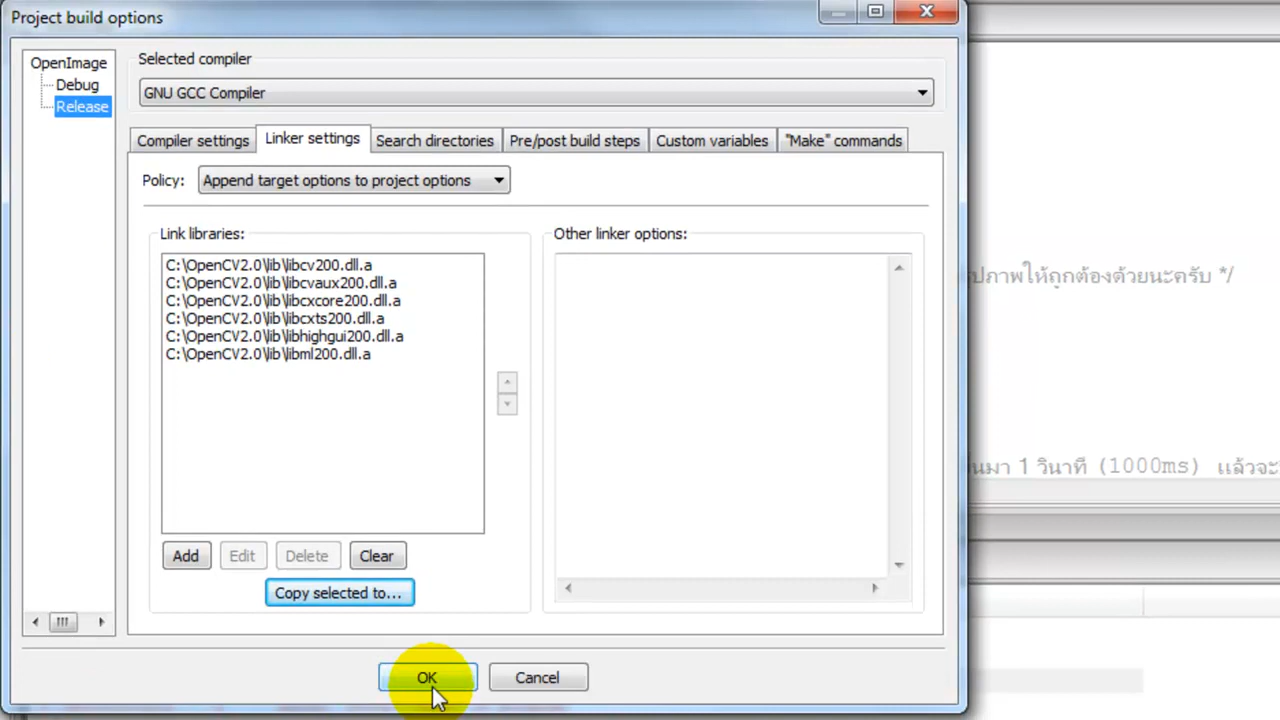 Project build options
OpenImage
Debug
Release
Selected compiler
GNU GCC Compiler
Compiler settings
Linker settings
Search directories
Pre/post build steps
Custom variables
"Make" commands
Policy:
Append target options to project options
Link libraries:
C:\OpenCV2.0\lib\libcv200.dll.a
C:\OpenCV2.0\lib\libcvaux200.dll.a
C:\OpenCV2.0\lib\libcxcore200.dll.a
C:\OpenCV2.0\lib\libcxts200.dll.a
C:\OpenCV2.0\lib\libhighgui200.dll.a
C:\OpenCV2.0\lib\libml200.dll.a
Other linker options:
Add
Edit
Delete
Clear
Copy selected to...
OK
Cancel
ปภาพให้ถูกต้องด้วยนะครับ */
นมา 1 วินาที (1000ms) แล้วจะ